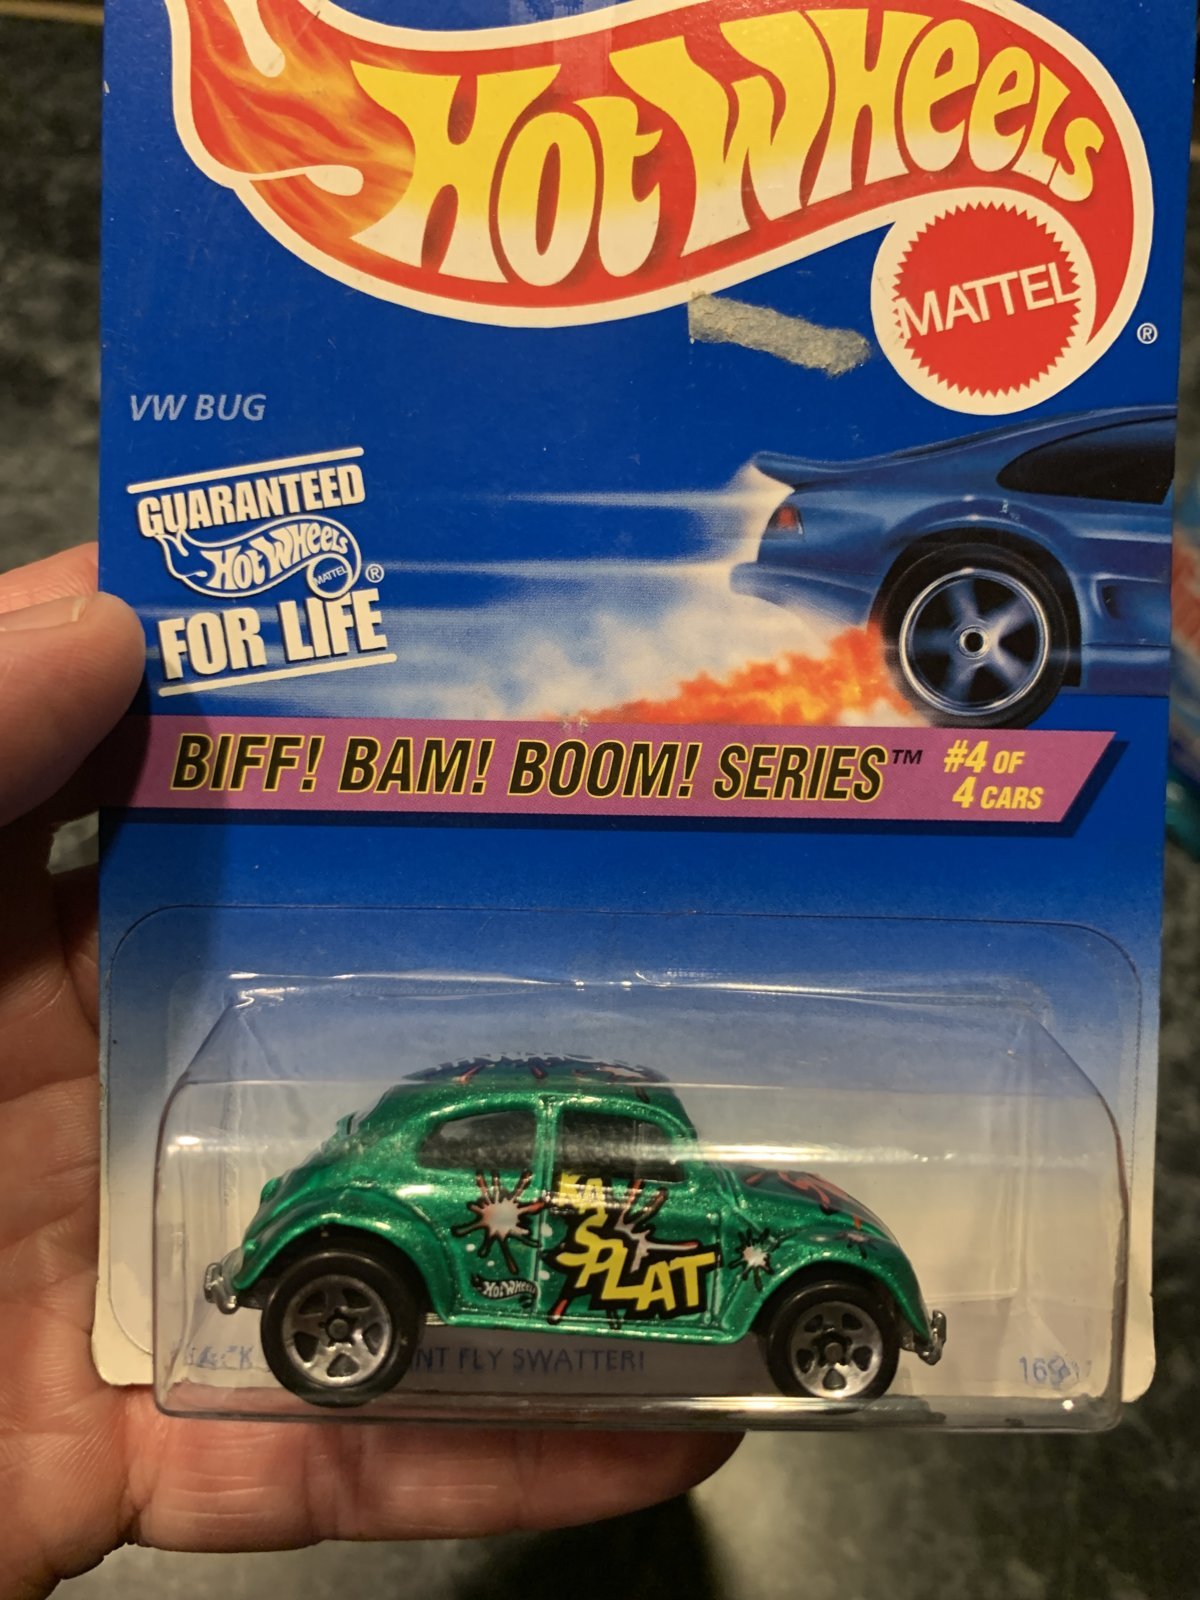 Hot Wheels
MATTEL
®
VW BUG
GUARANTEED
Hot Wheels
MATTEL
®
FOR LIFE
BIFF! BAM! BOOM! SERIES™
#4 OF
4 CARS
KA
SPLAT
Hot Wheels
FLY SWATTER!